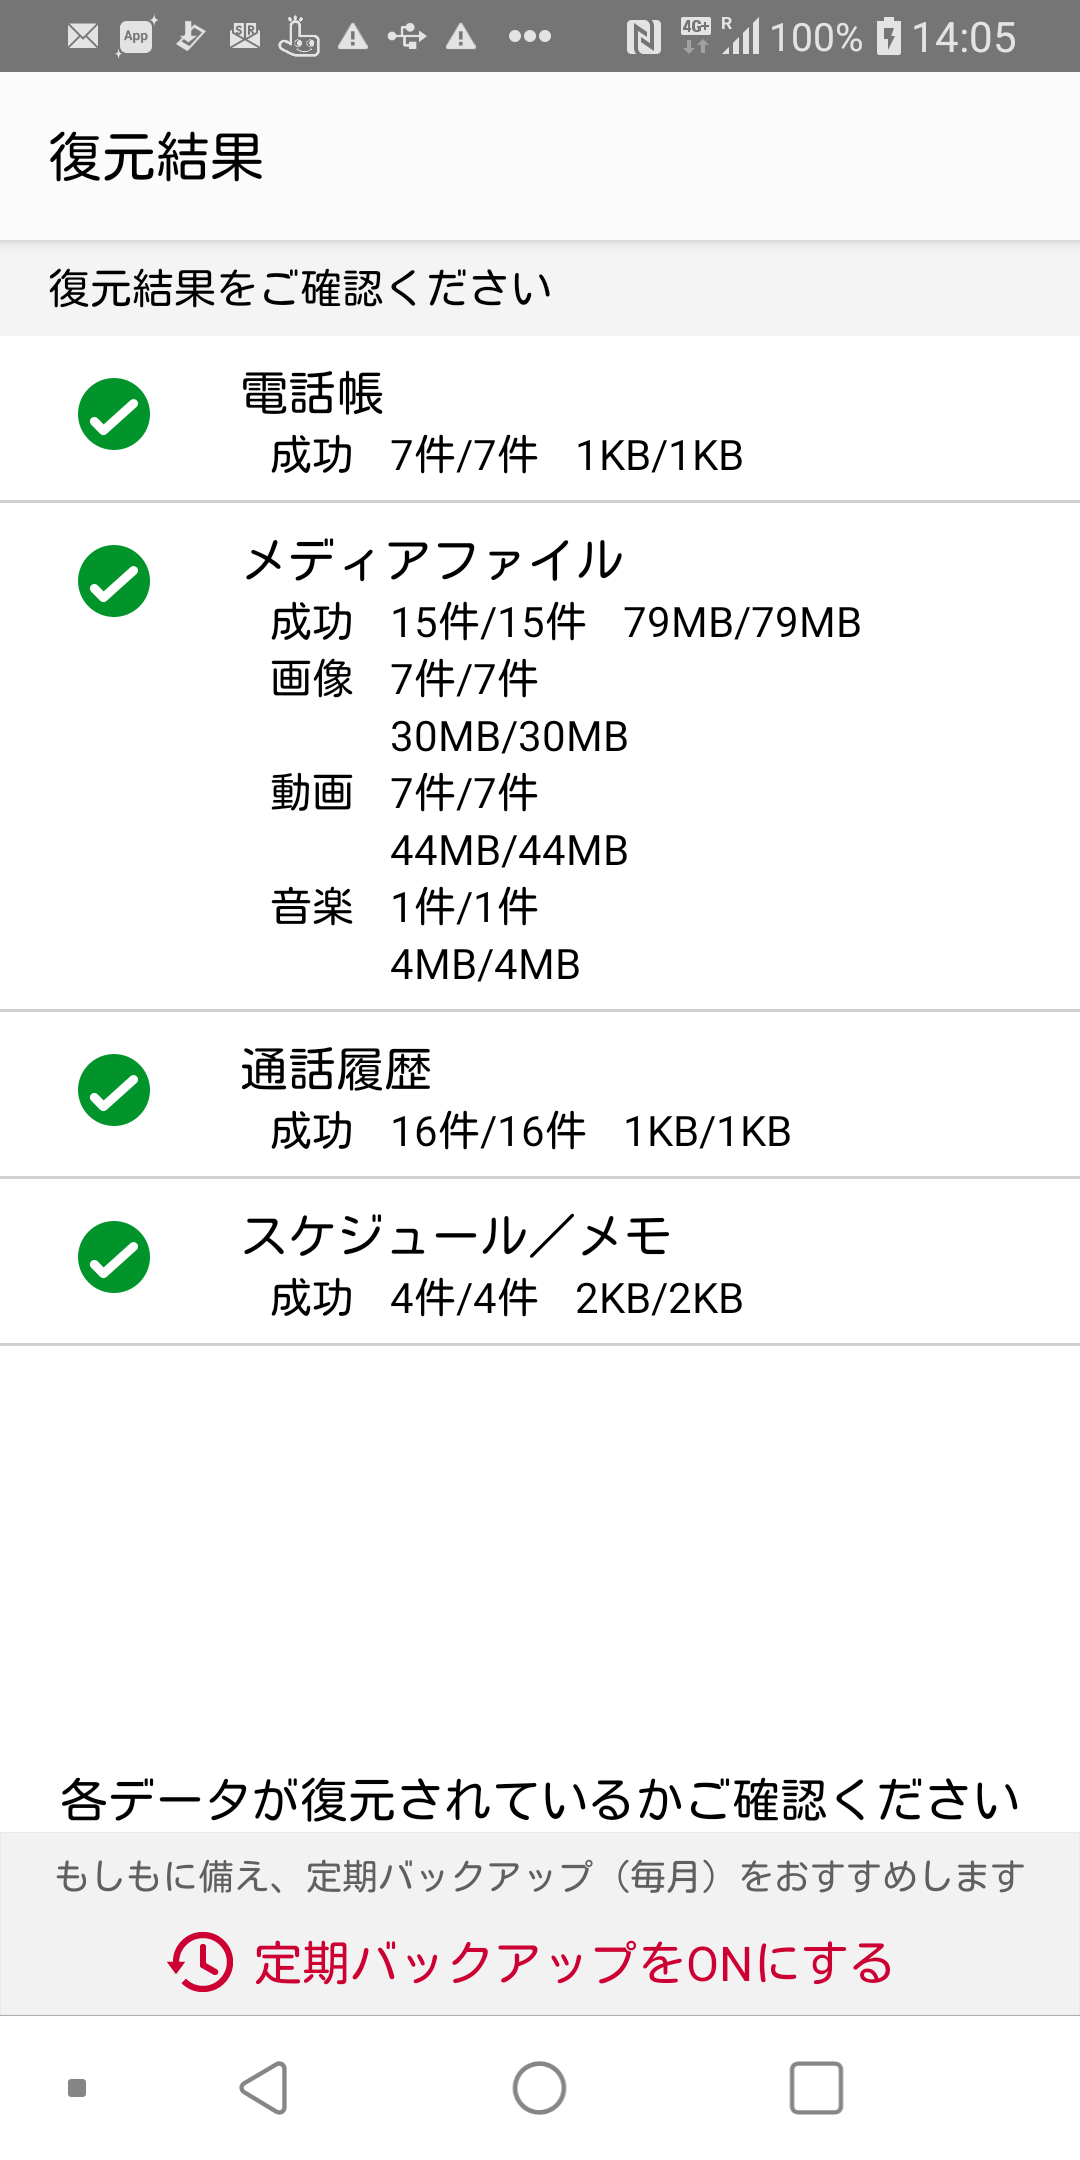 App SR 4G+ R 100% 14:05
復元結果
復元結果をご確認ください
電話帳
成功 7件/7件 1KB/1KB
メディアファイル
成功 15件/15件 79MB/79MB
画像 7件/7件
30MB/30MB
動画 7件/7件
44MB/44MB
音楽 1件/1件
4MB/4MB
通話履歴
成功 16件/16件 1KB/1KB
スケジュール／メモ
成功 4件/4件 2KB/2KB
各データが復元されているかご確認ください
もしもに備え、定期バックアップ（毎月）をおすすめします
定期バックアップをONにする